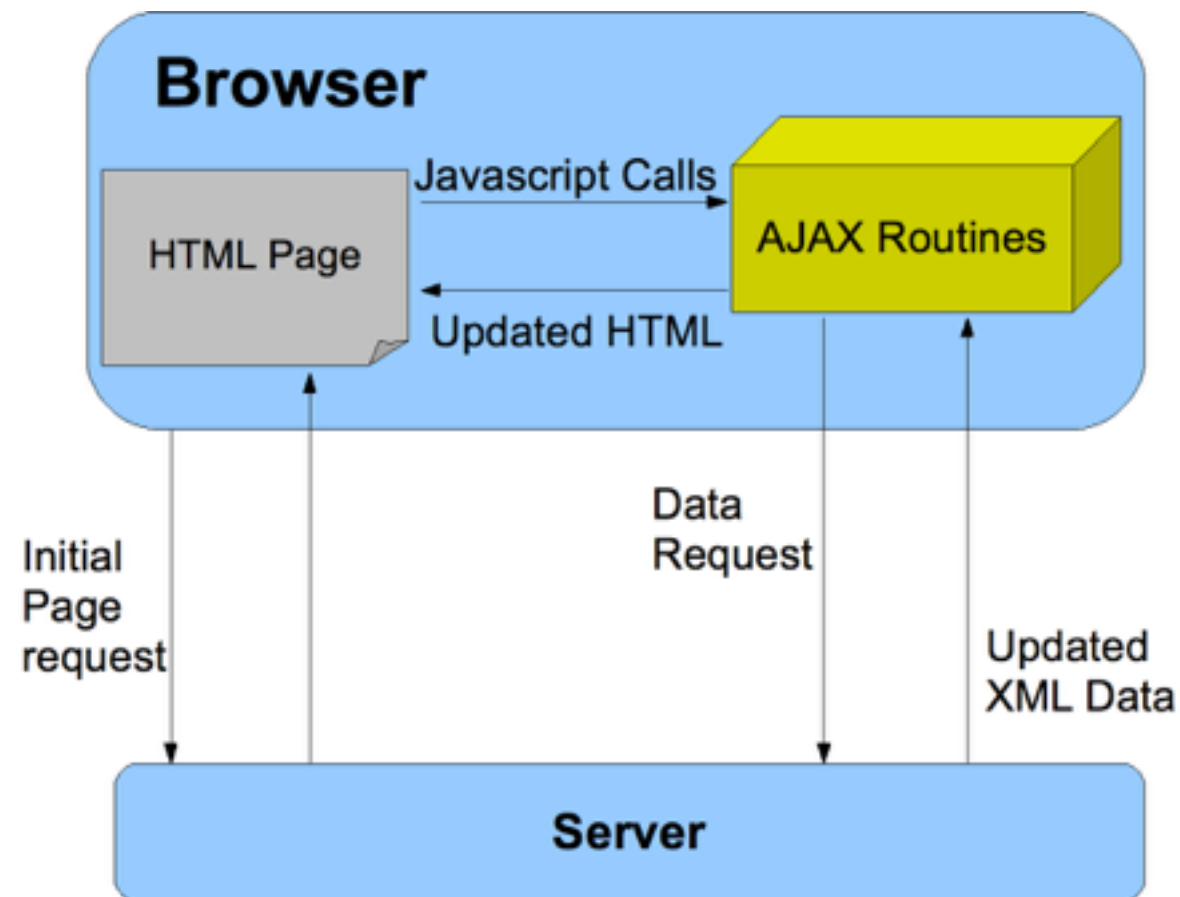 Browser
Javascript Calls
HTML Page
AJAX Routines
Updated HTML
Initial
Page
request
Data
Request
Updated
XML Data
Server